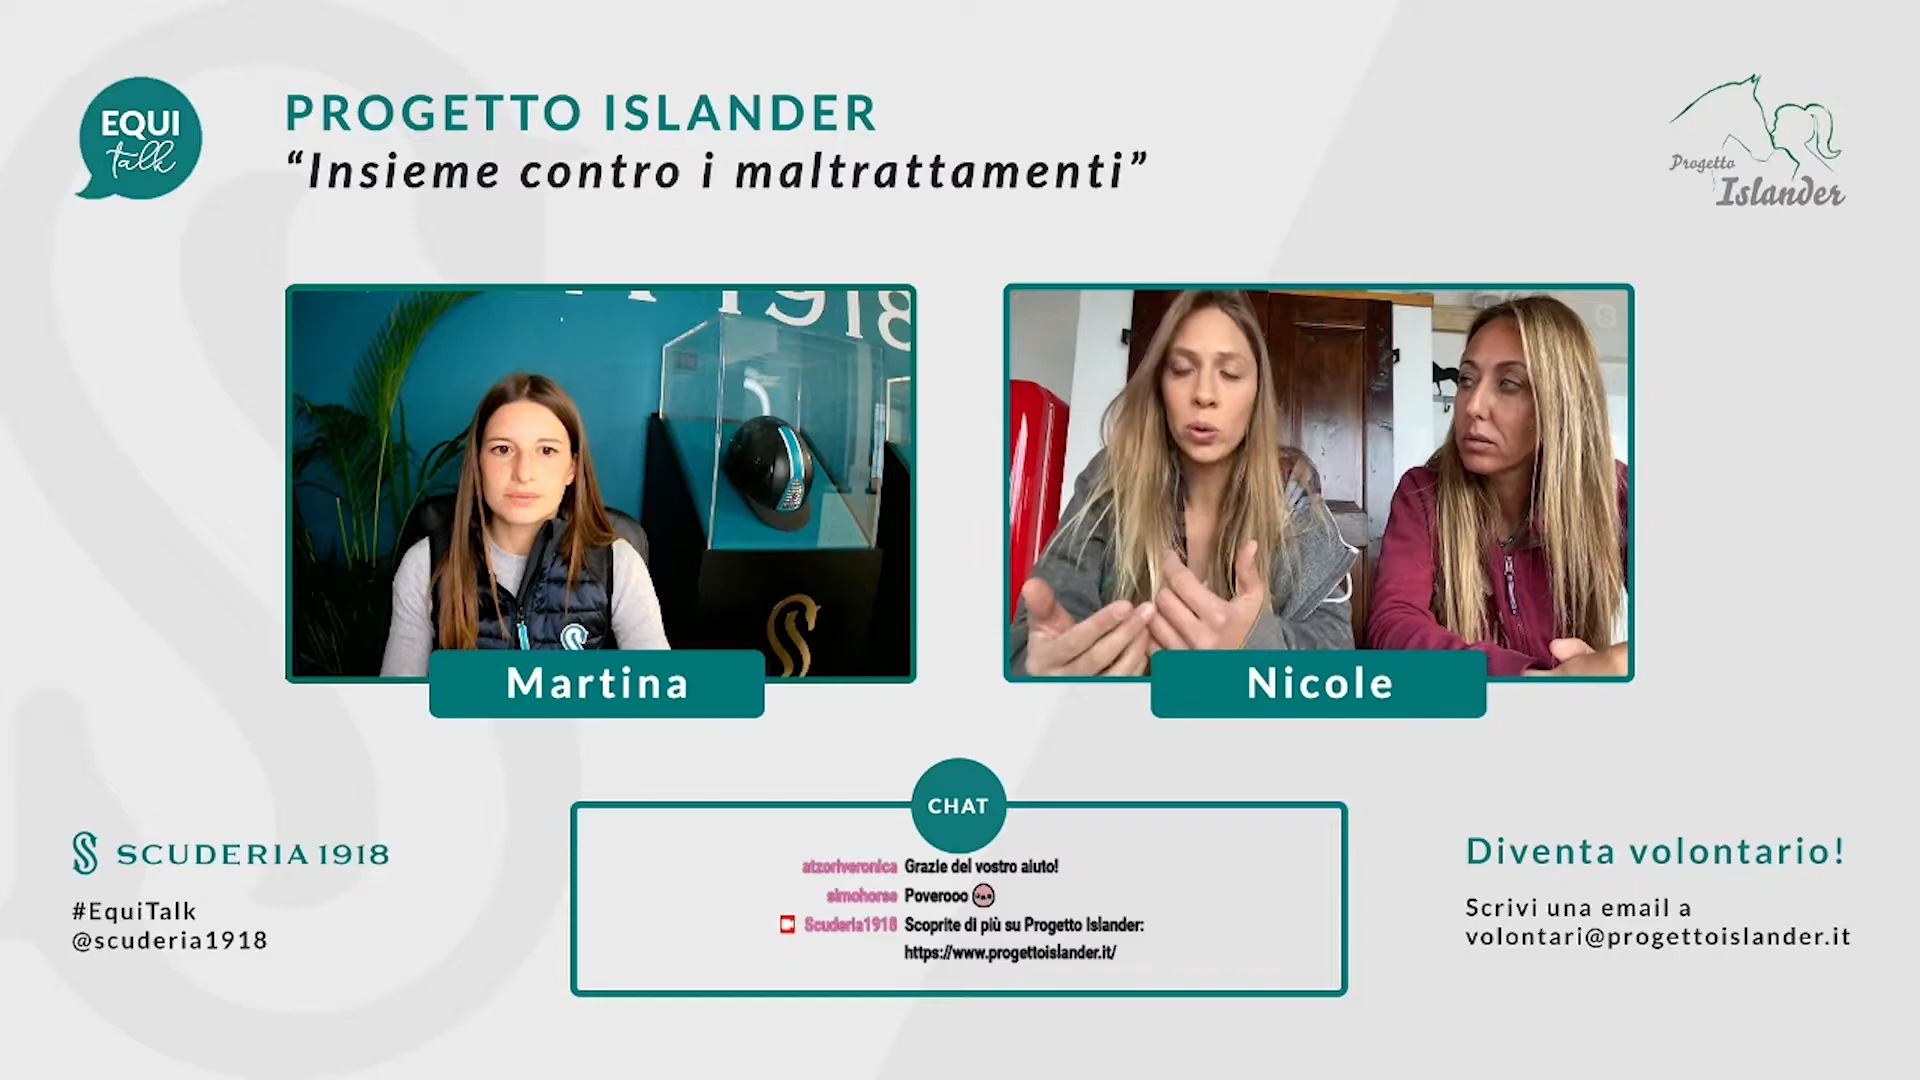 EQUI
talk
PROGETTO ISLANDER
“Insieme contro i maltrattamenti”
Progetto
Islander
1918
Martina
Nicole
CHAT
atzoriveronica Grazie del vostro aiuto!
simohorse Poverooo
Scuderia1918 Scoprite di più su Progetto Islander:
https://www.progettoislander.it/
SCUDERIA 1918
#EquiTalk
@scuderia1918
Diventa volontario!
Scrivi una email a
volontari@progettoislander.it